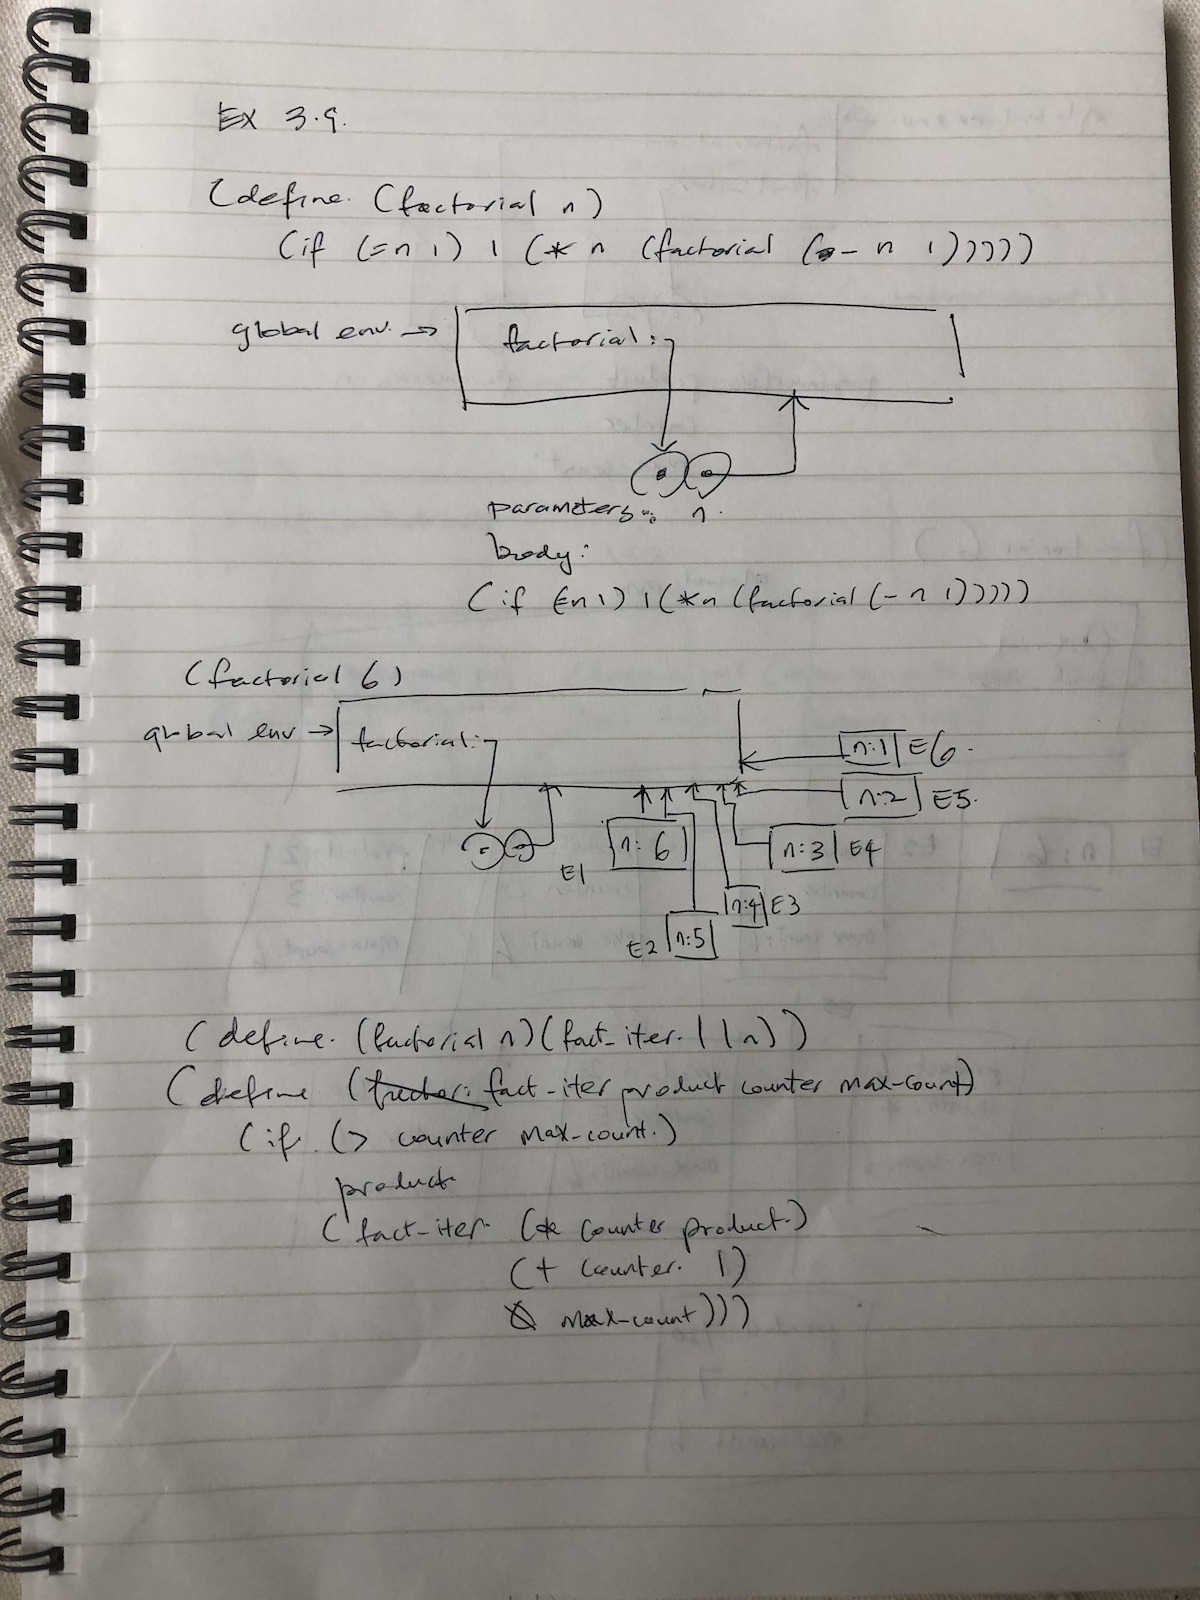 Ex 3.9.
(define (factorial n)
(if (= n 1) 1 (* n (factorial (- n 1)))))
global env. →
factorial:
parameters: n.
body:
(if (= n 1) 1 (* n (factorial (- n 1)))))
(factorial 6)
global env →
factorial:
n:1 E6.
n:2 E5.
n:6 E1
n:3 E4
n:4 E3
E2 n:5
(define (factorial n) (fact-iter 1 1 n))
(define (fact-iter product counter max-count)
(if (> counter max-count)
product
(fact-iter (* counter product)
(+ counter 1)
max-count)))